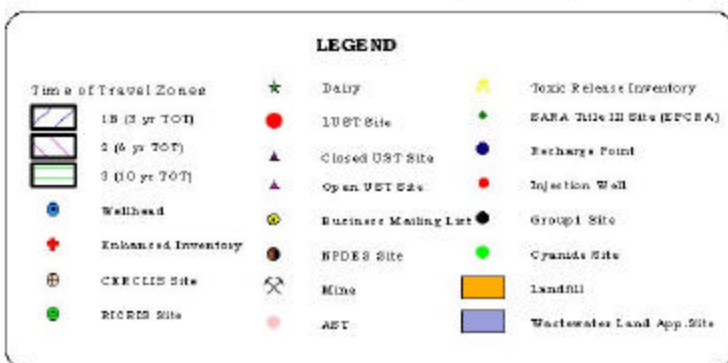 LEGEND
Time of Travel Zones
1B (3 yr TOT)
2 (6 yr TOT)
3 (10 yr TOT)
Wellhead
Enhanced Inventory
CERCLIS Site
RICRIS Site
Dairy
LUST Site
Closed UST Site
Open UST Site
Business Mailing List
NPDES Site
Mine
AST
Toxic Release Inventory
SARA Title III Site (EPCRA)
Recharge Point
Injection Well
Group1 Site
Cyanide Site
Landfill
Wastewater Land App. Site